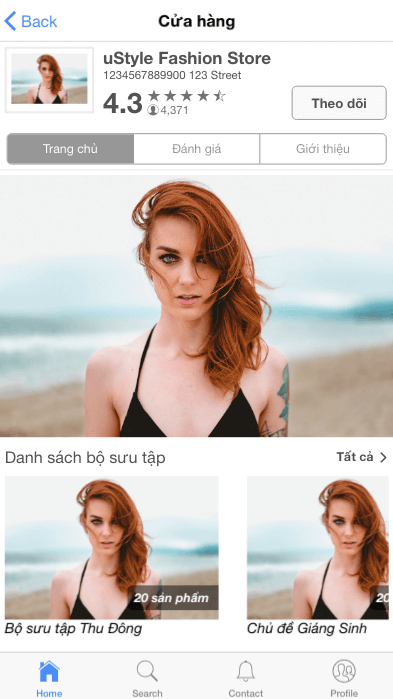 Back
Cửa hàng
uStyle Fashion Store
1234567889900 123 Street
4.3
4,371
Theo dõi
Trang chủ
Đánh giá
Giới thiệu
Danh sách bộ sưu tập
Tất cả
20 sản phẩm
20
Bộ sưu tập Thu Đông
Chủ đề Giáng Sinh
Home
Search
Contact
Profile